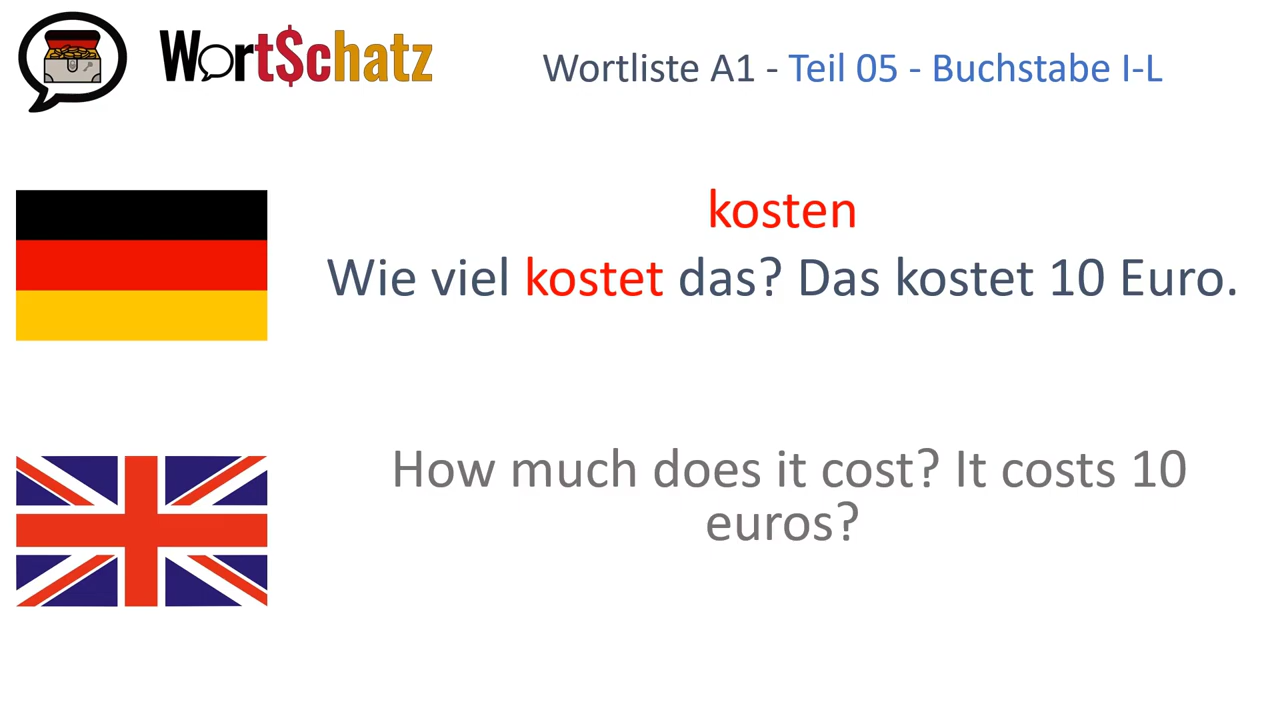 WortSchatz
Wortliste A1 - Teil 05 - Buchstabe I-L
kosten
Wie viel kostet das? Das kostet 10 Euro.
How much does it cost? It costs 10
euros?